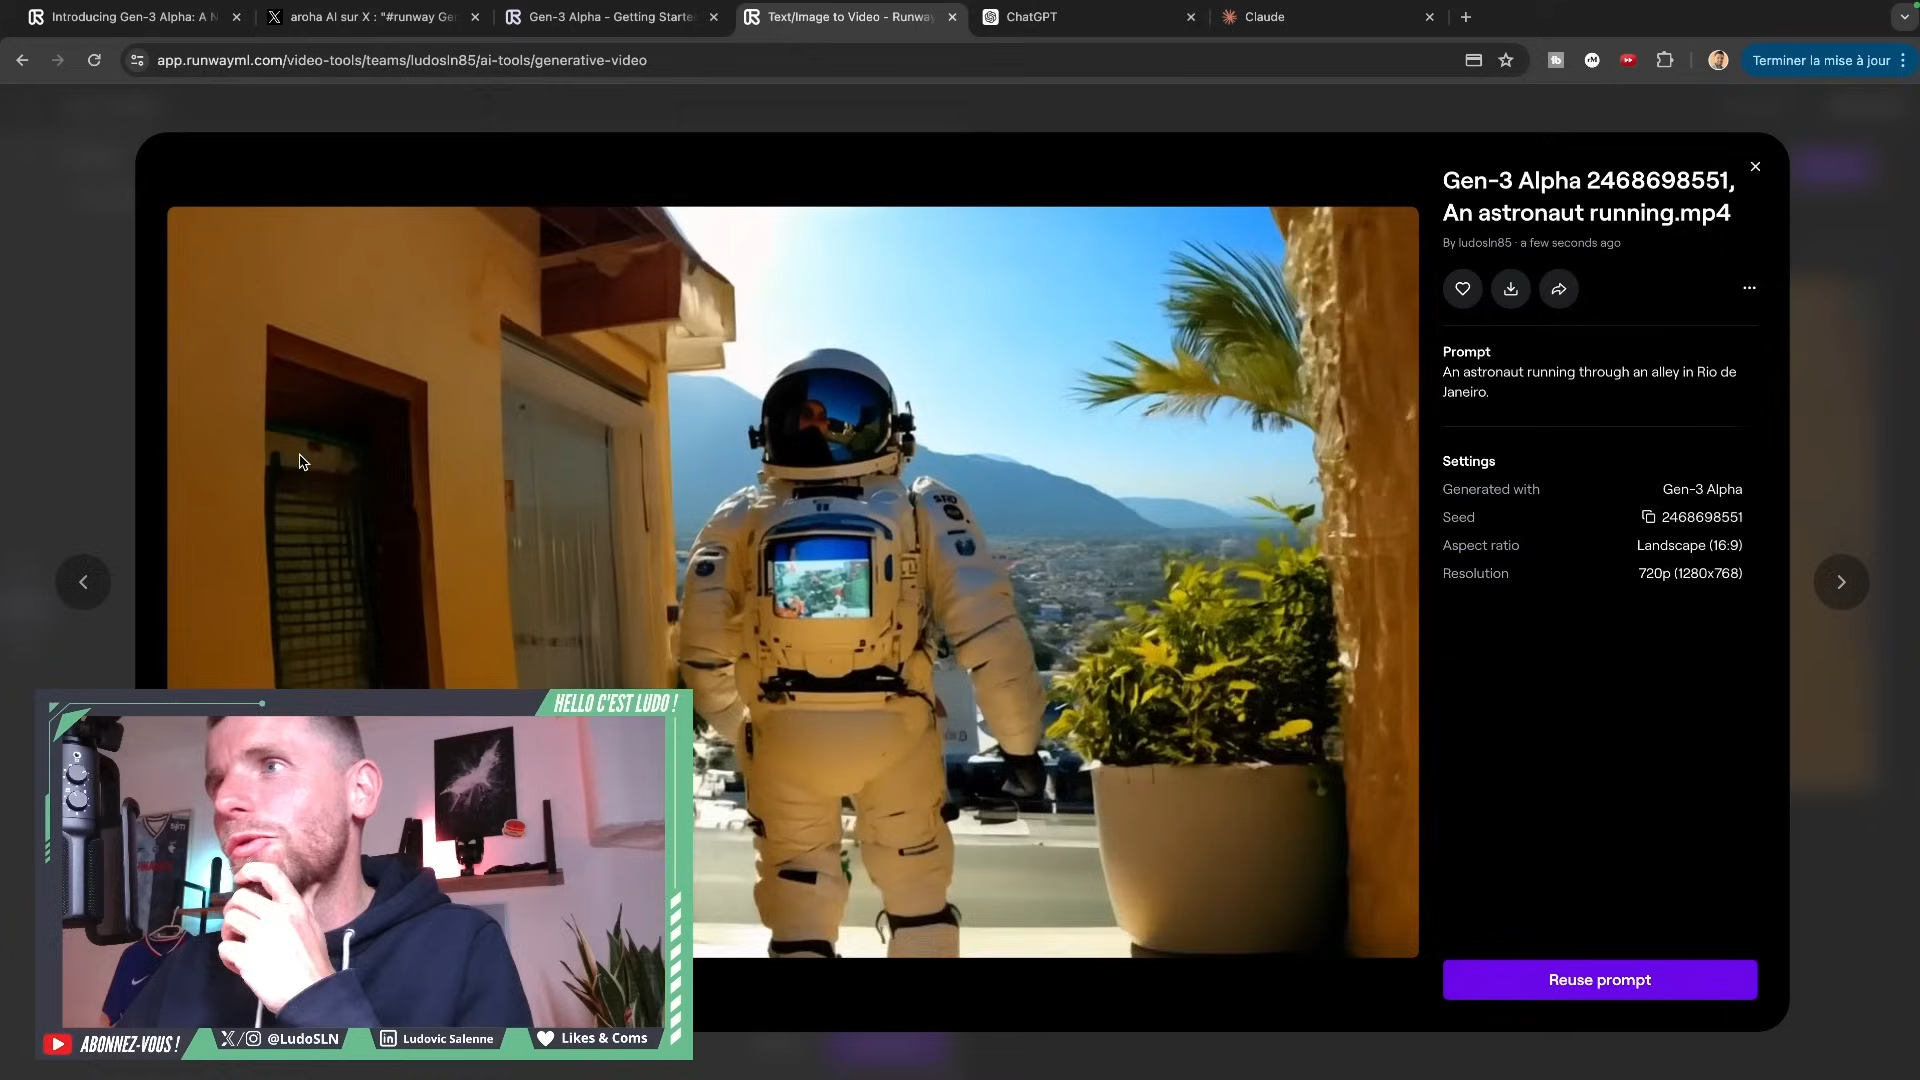 Introducing Gen-3 Alpha: A N
aroha AI sur X : "#runway Ge
Gen-3 Alpha - Getting Starte
Text/Image to Video - Runway
ChatGPT
Claude
app.runwayml.com/video-tools/teams/ludosln85/ai-tools/generative-video
Terminer la mise à jour
Gen-3 Alpha 2468698551,
An astronaut running.mp4
By ludosln85 · a few seconds ago
Prompt
An astronaut running through an alley in Rio de
Janeiro.
Settings
Generated with Gen-3 Alpha
Seed 2468698551
Aspect ratio Landscape (16:9)
Resolution 720p (1280x768)
Reuse prompt
HELLO C'EST LUDO !
ABONNEZ-VOUS !
@LudoSLN
Ludovic Salenne
Likes & Coms